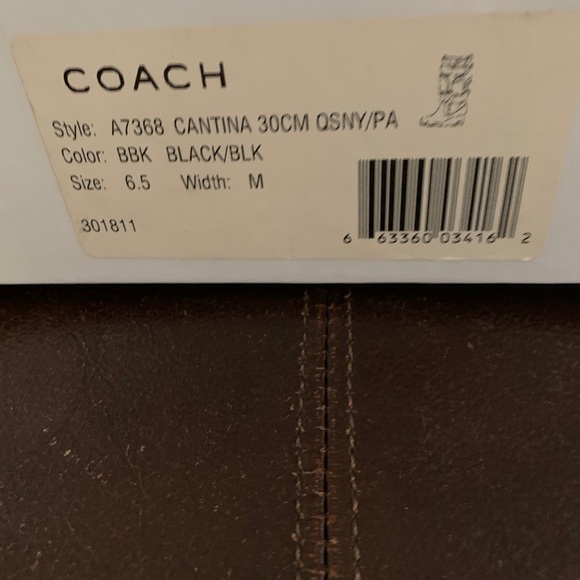 COACH
Style: A7368 CANTINA 30CM QSNY/PA
Color: BBK BLACK/BLK
Size: 6.5 Width: M
301811
6 63360 03416 2